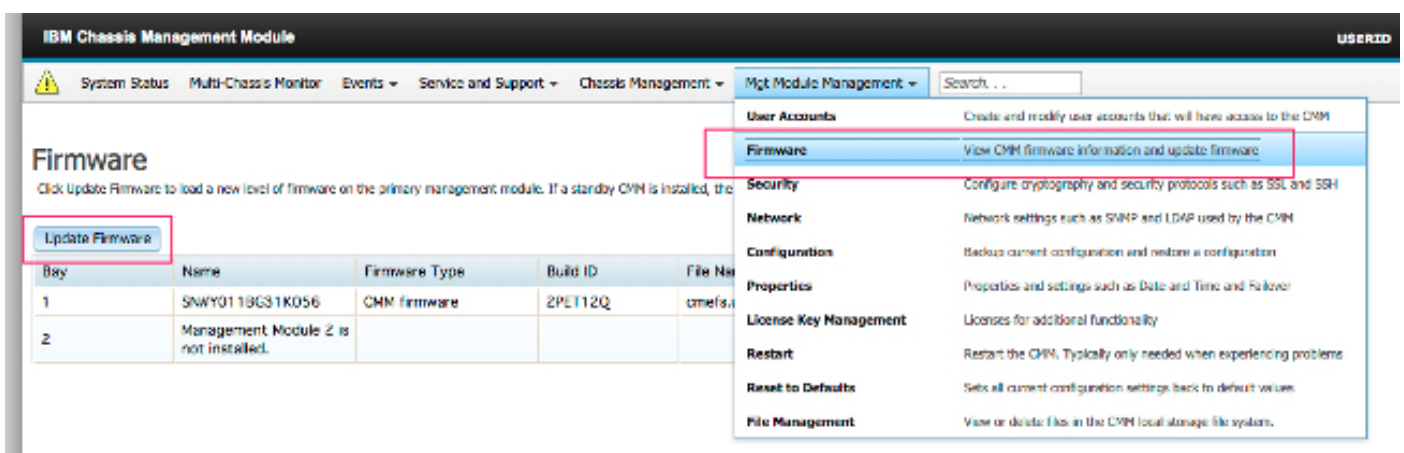 IBM Chassis Management Module
USERID
System Status Multi-Chassis Monitor Events Service and Support Chassis Management Mgt Module Management Search. . .
User Accounts Create and modify user accounts that will have access to the CMM
Firmware View CMM firmware information and update firmware
Firmware
Click Update Firmware to load a new level of firmware on the primary management module. If a standby CMM is installed, the
Security Configure cryptography and security protocols such as SSL and SSH
Network Network settings such as SNMP and LDAP used by the CMM
Update Firmware
Configuration Backup current configuration and restore a configuration
Bay Name Firmware Type Build ID File Na
Properties Properties and settings such as Date and Time and Failover
1 SN#Y011BG31K056 CMM firmware 2PET12Q cmefs.
License Key Management Licenses for additional functionality
2 Management Module 2 is
not installed.
Restart Restart the CMM. Typically only needed when experiencing problems
Reset to Defaults Sets all current configuration settings back to default values
File Management View or delete files in the CMM local storage file system.